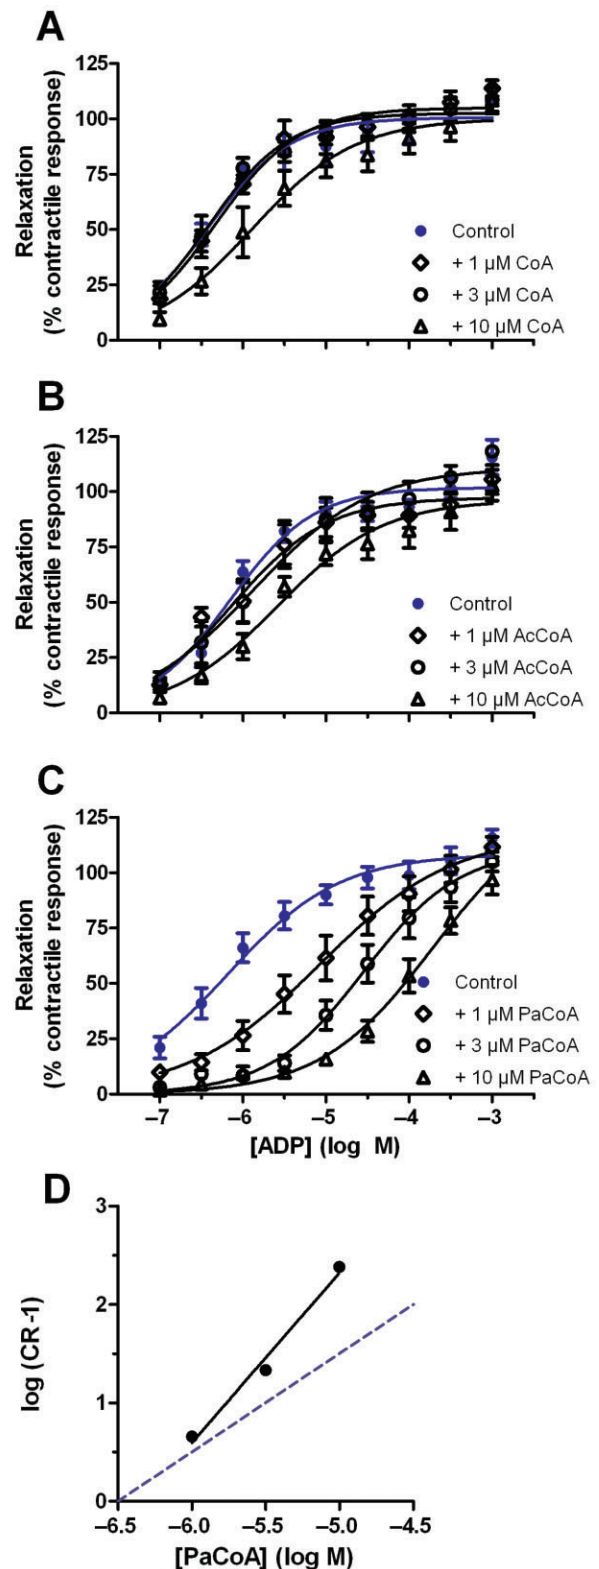 A
Relaxation
(% contractile response)
125
100
75
50
25
0
Control
+ 1 µM CoA
+ 3 µM CoA
+ 10 µM CoA
B
Relaxation
(% contractile response)
125
100
75
50
25
0
Control
+ 1 µM AcCoA
+ 3 µM AcCoA
+ 10 µM AcCoA
C
Relaxation
(% contractile response)
125
100
75
50
25
0
Control
+ 1 µM PaCoA
+ 3 µM PaCoA
+ 10 µM PaCoA
–7 –6 –5 –4 –3
[ADP] (log M)
D
log (CR-1)
3
2
1
0
–6.5 –6.0 –5.5 –5.0 –4.5
[PaCoA] (log M)